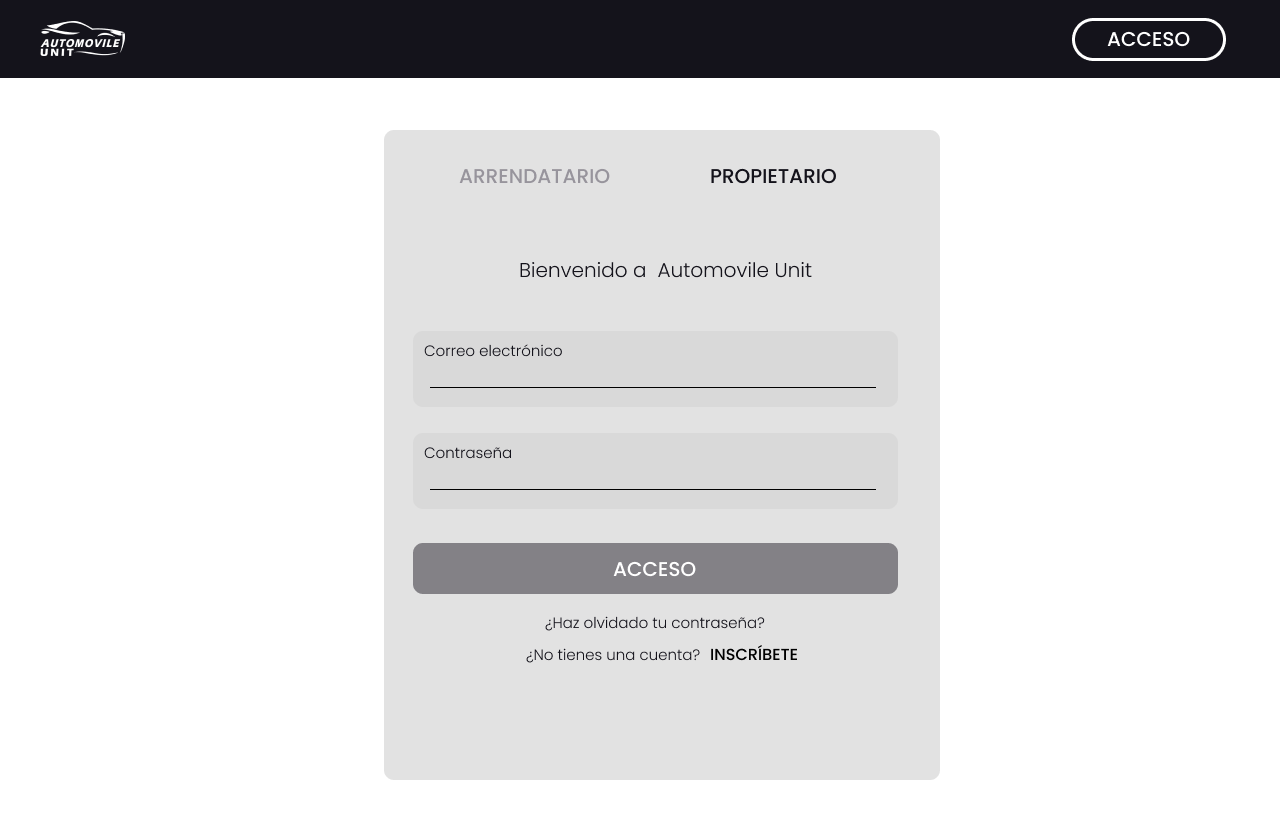 AUTOMOVILE
UNIT
ACCESO
ARRENDATARIO PROPIETARIO
Bienvenido a Automovile Unit
Correo electrónico
Contraseña
ACCESO
¿Haz olvidado tu contraseña?
¿No tienes una cuenta? INSCRÍBETE